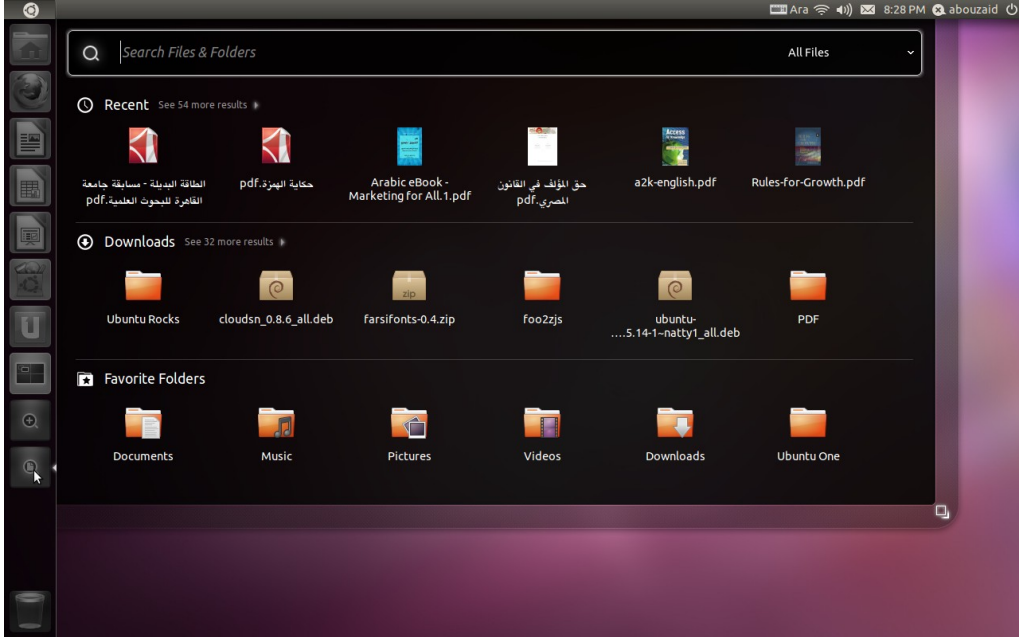 Ara 8:28 PM abouzaid
Search Files & Folders
All Files
Recent See 54 more results
الطاقة البديلة - مسابقة جامعة
القاهرة للبحوث العلمية.pdf
حكاية الهمزة.pdf
Arabic eBook -
Marketing for All.1.pdf
حق المؤلف في القانون
المصري.pdf
a2k-english.pdf
Rules-for-Growth.pdf
Downloads See 32 more results
Ubuntu Rocks
cloudsn_0.8.6_all.deb
zip
farsifonts-0.4.zip
foo2zjs
ubuntu-
….5.14-1~natty1_all.deb
PDF
Favorite Folders
Documents
Music
Pictures
Videos
Downloads
Ubuntu One